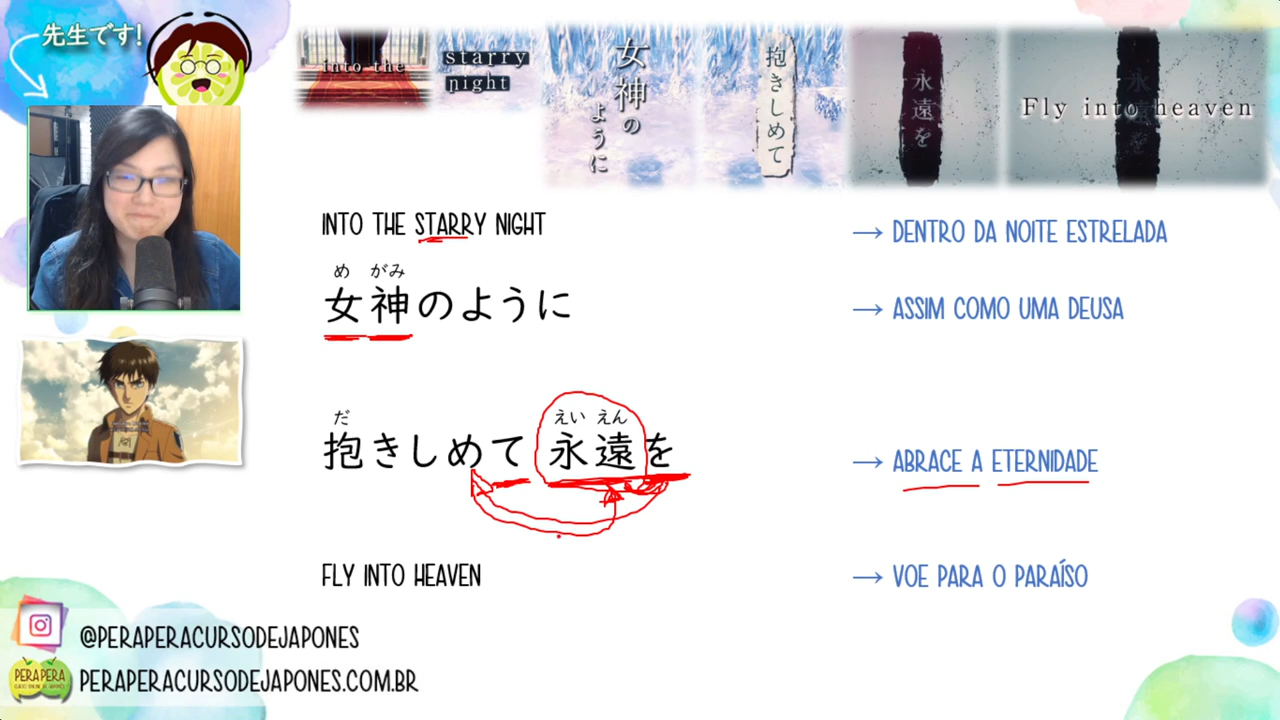 先生です!
into the
starry
night
女神の
ように
抱きしめて
永遠を
Fly into heaven
INTO THE STARRY NIGHT
→ DENTRO DA NOITE ESTRELADA
め がみ
女神のように
→ ASSIM COMO UMA DEUSA
だ えい えん
抱きしめて 永遠を
→ ABRACE A ETERNIDADE
FLY INTO HEAVEN
→ VOE PARA O PARAÍSO
@PERAPERACURSODEJAPONES
PERAPERA
PERAPERACURSODEJAPONES.COM.BR